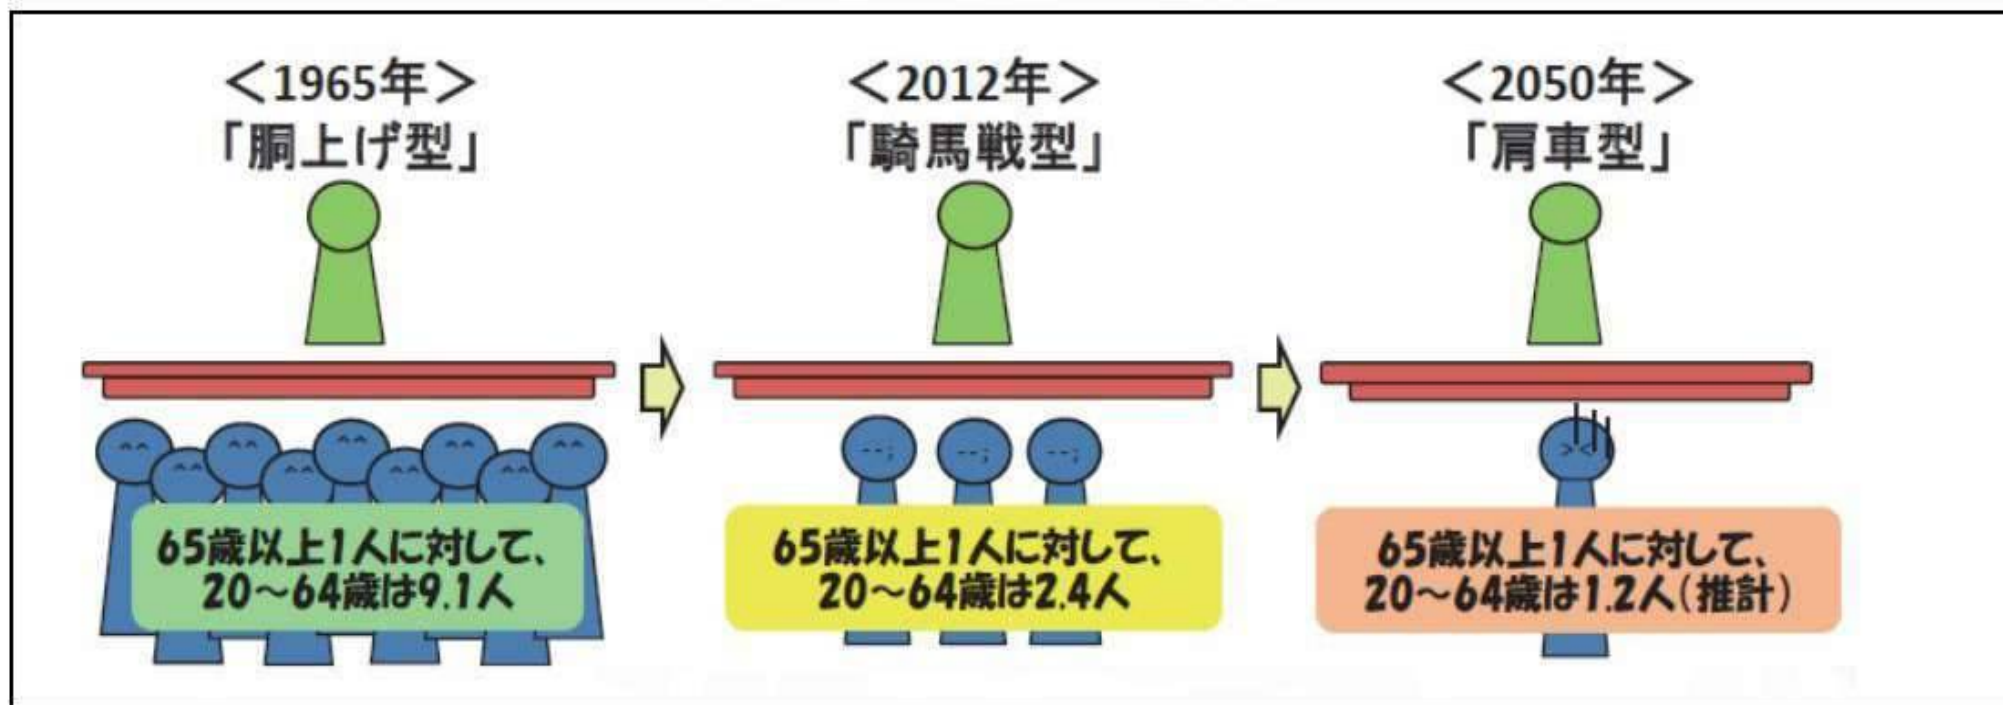 <1965年>
「胴上げ型」
65歳以上1人に対して、
20～64歳は9.1人
<2012年>
「騎馬戦型」
65歳以上1人に対して、
20～64歳は2.4人
<2050年>
「肩車型」
65歳以上1人に対して、
20～64歳は1.2人(推計)